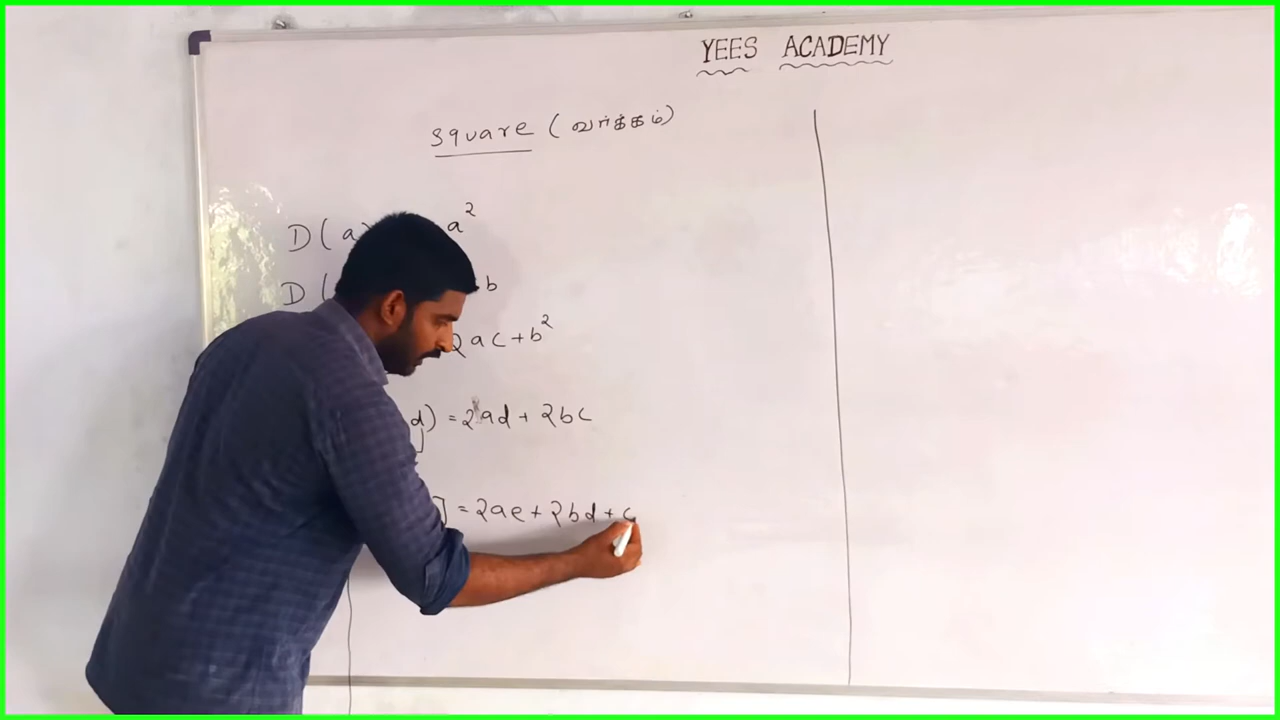 YEES ACADEMY
square (வர்க்கம்)
D(a) a²
D( b
2ac+b²
d) = 2ad + 2bc
] = 2ae + 2bd + c